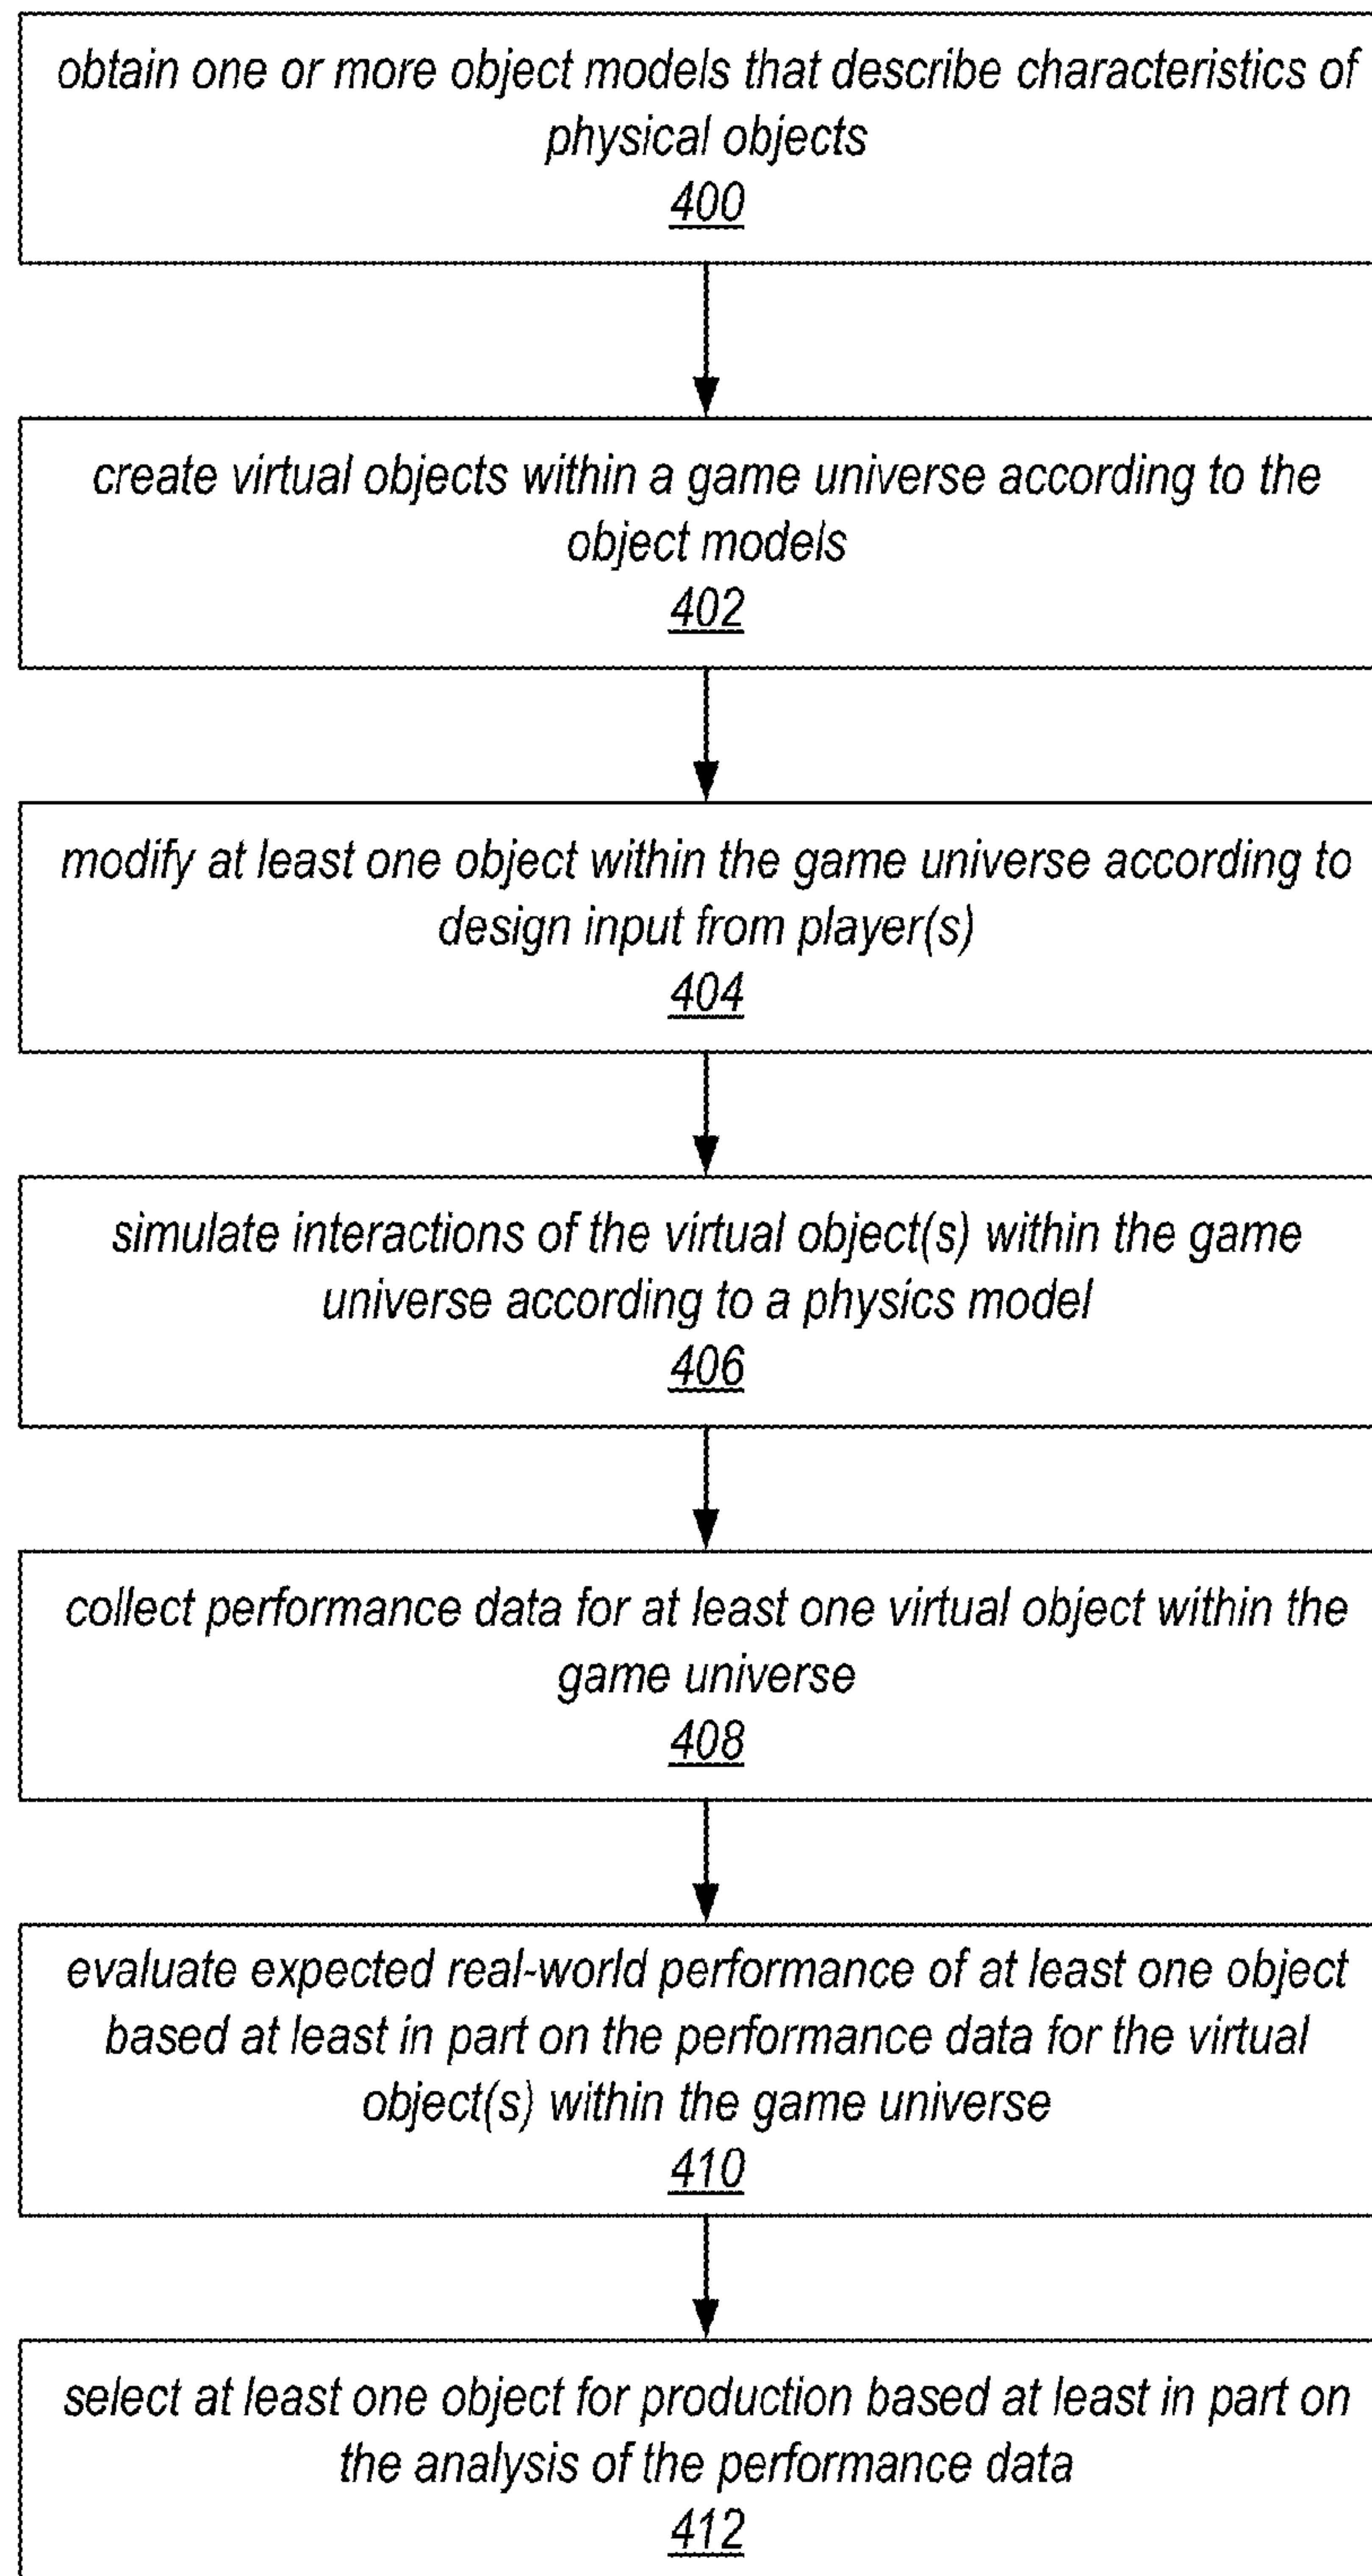 obtain one or more object models that describe characteristics of
physical objects
400
create virtual objects within a game universe according to the
object models
402
modify at least one object within the game universe according to
design input from player(s)
404
simulate interactions of the virtual object(s) within the game
universe according to a physics model
406
collect performance data for at least one virtual object within the
game universe
408
evaluate expected real-world performance of at least one object
based at least in part on the performance data for the virtual
object(s) within the game universe
410
select at least one object for production based at least in part on
the analysis of the performance data
412